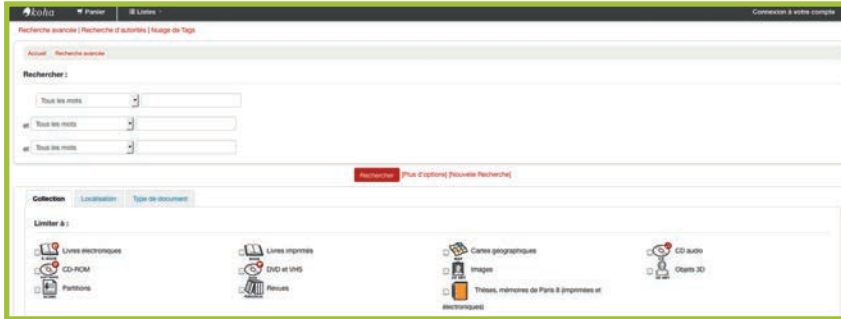 koha Panier Listes Connexion à votre compte
Recherche avancée | Recherche d'autorités | Nuage de Tags
Accueil Recherche avancée
Rechercher :
Tous les mots
et Tous les mots
et Tous les mots
Rechercher [Plus d'options] [Nouvelle Recherche]
Collection Localisation Type de document
Limiter à :
Livres électroniques Livres imprimés Cartes géographiques CD audio
CD-ROM DVD et VHS Images Objets 3D
Partitions Revues Thèses, mémoires de Paris 8 (imprimées et
électroniques)